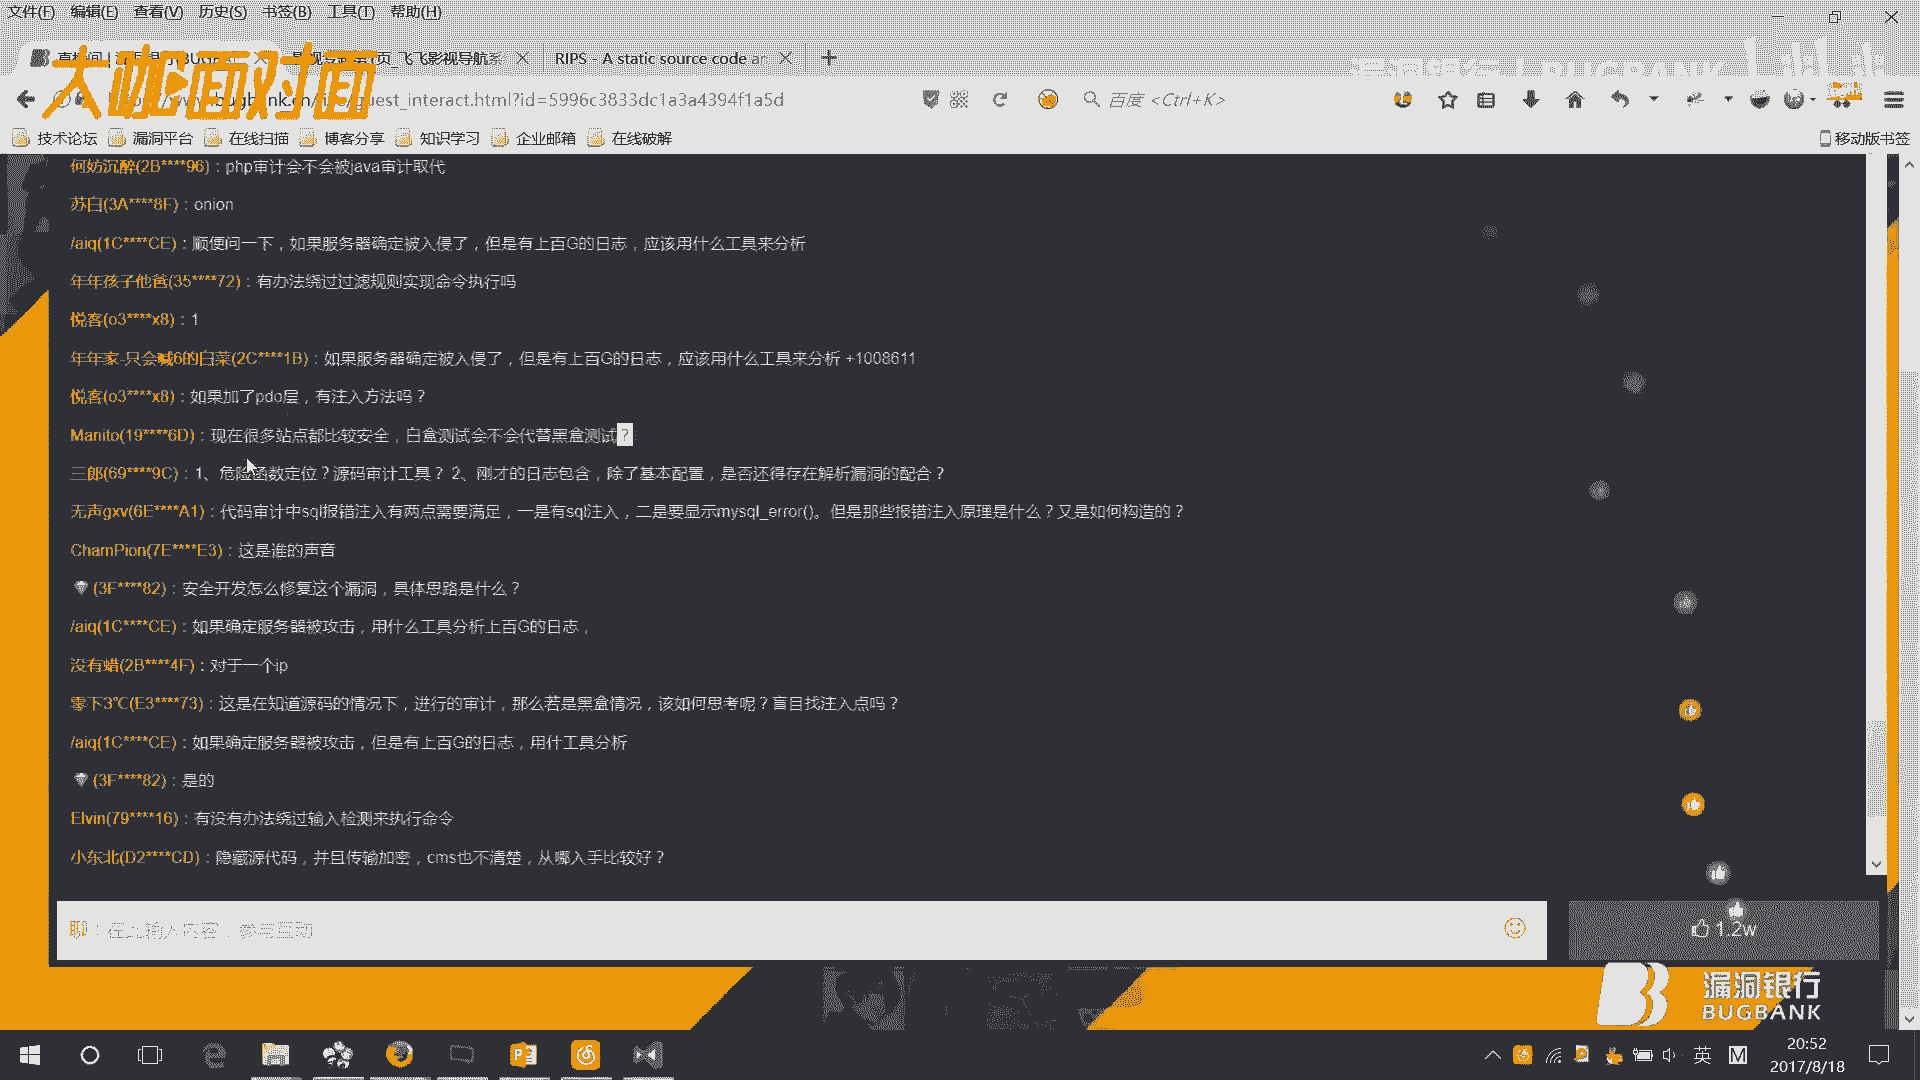 文件(F) 编辑(E) 查看(V) 历史(S) 书签(B) 工具(T) 帮助(H)
大咖面对面
飞飞影视导航系
RIPS - A static source code an
bugbank.cn
guest_interact.html?id=5996c3833dc1a3a4394f1a5d
百度 <Ctrl+K>
技术论坛 漏洞平台 在线扫描 博客分享 知识学习 企业邮箱 在线破解 移动版书签
何妨沉醉(2B****96)：php审计会不会被java审计取代
苏白(3A****8F)：onion
/aiq(1C****CE)：顺便问一下，如果服务器确定被入侵了，但是有上百G的日志，应该用什么工具来分析
年年孩子他爸(35****72)：有办法绕过过滤规则实现命令执行吗
悦客(o3****x8)：1
年年家-只会喊6的白菜(2C****1B)：如果服务器确定被入侵了，但是有上百G的日志，应该用什么工具来分析 +1008611
悦客(o3****x8)：如果加了pdo层，有注入方法吗？
Manito(19****6D)：现在很多站点都比较安全，白盒测试会不会代替黑盒测试？
三郎(69****9C)：1、危险函数定位？源码审计工具？ 2、刚才的日志包含，除了基本配置，是否还得存在解析漏洞的配合？
无声gxv(6E****A1)：代码审计中sql报错注入有两点需要满足，一是有sql注入，二是要显示mysql_error()。但是那些报错注入原理是什么？又是如何构造的？
ChamPion(7E****E3)：这是谁的声音
(3F****82)：安全开发怎么修复这个漏洞，具体思路是什么？
/aiq(1C****CE)：如果确定服务器被攻击，用什么工具分析上百G的日志，
没有蜡(2B****4F)：对于一个ip
零下3℃(E3****73)：这是在知道源码的情况下，进行的审计，那么若是黑盒情况，该如何思考呢？盲目找注入点吗？
/aiq(1C****CE)：如果确定服务器被攻击，但是有上百G的日志，用什工具分析
(3F****82)：是的
Elvin(79****16)：有没有办法绕过输入检测来执行命令
小东北(D2****CD)：隐藏源代码，并且传输加密，cms也不清楚，从哪入手比较好？
聊：在此输入内容，参与互动
1.2w
漏洞银行
BUGBANK
英 M
20:52
2017/8/18